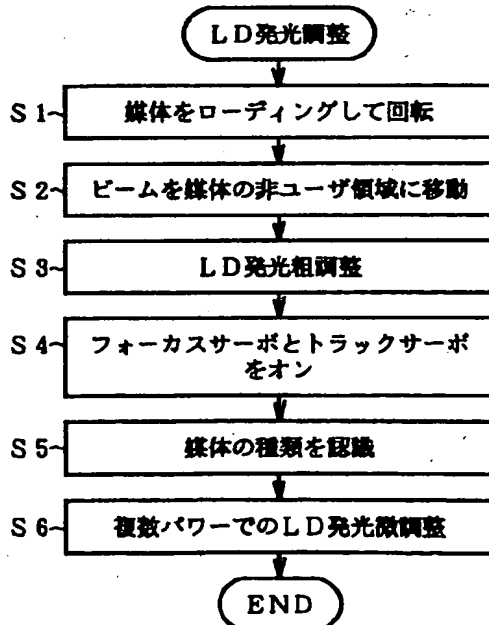 LD発光調整
S1 媒体をローディングして回転
S2 ビームを媒体の非ユーザ領域に移動
S3 LD発光粗調整
S4 フォーカスサーボとトラックサーボ
をオン
S5 媒体の種類を認識
S6 複数パワーでのLD発光微調整
END